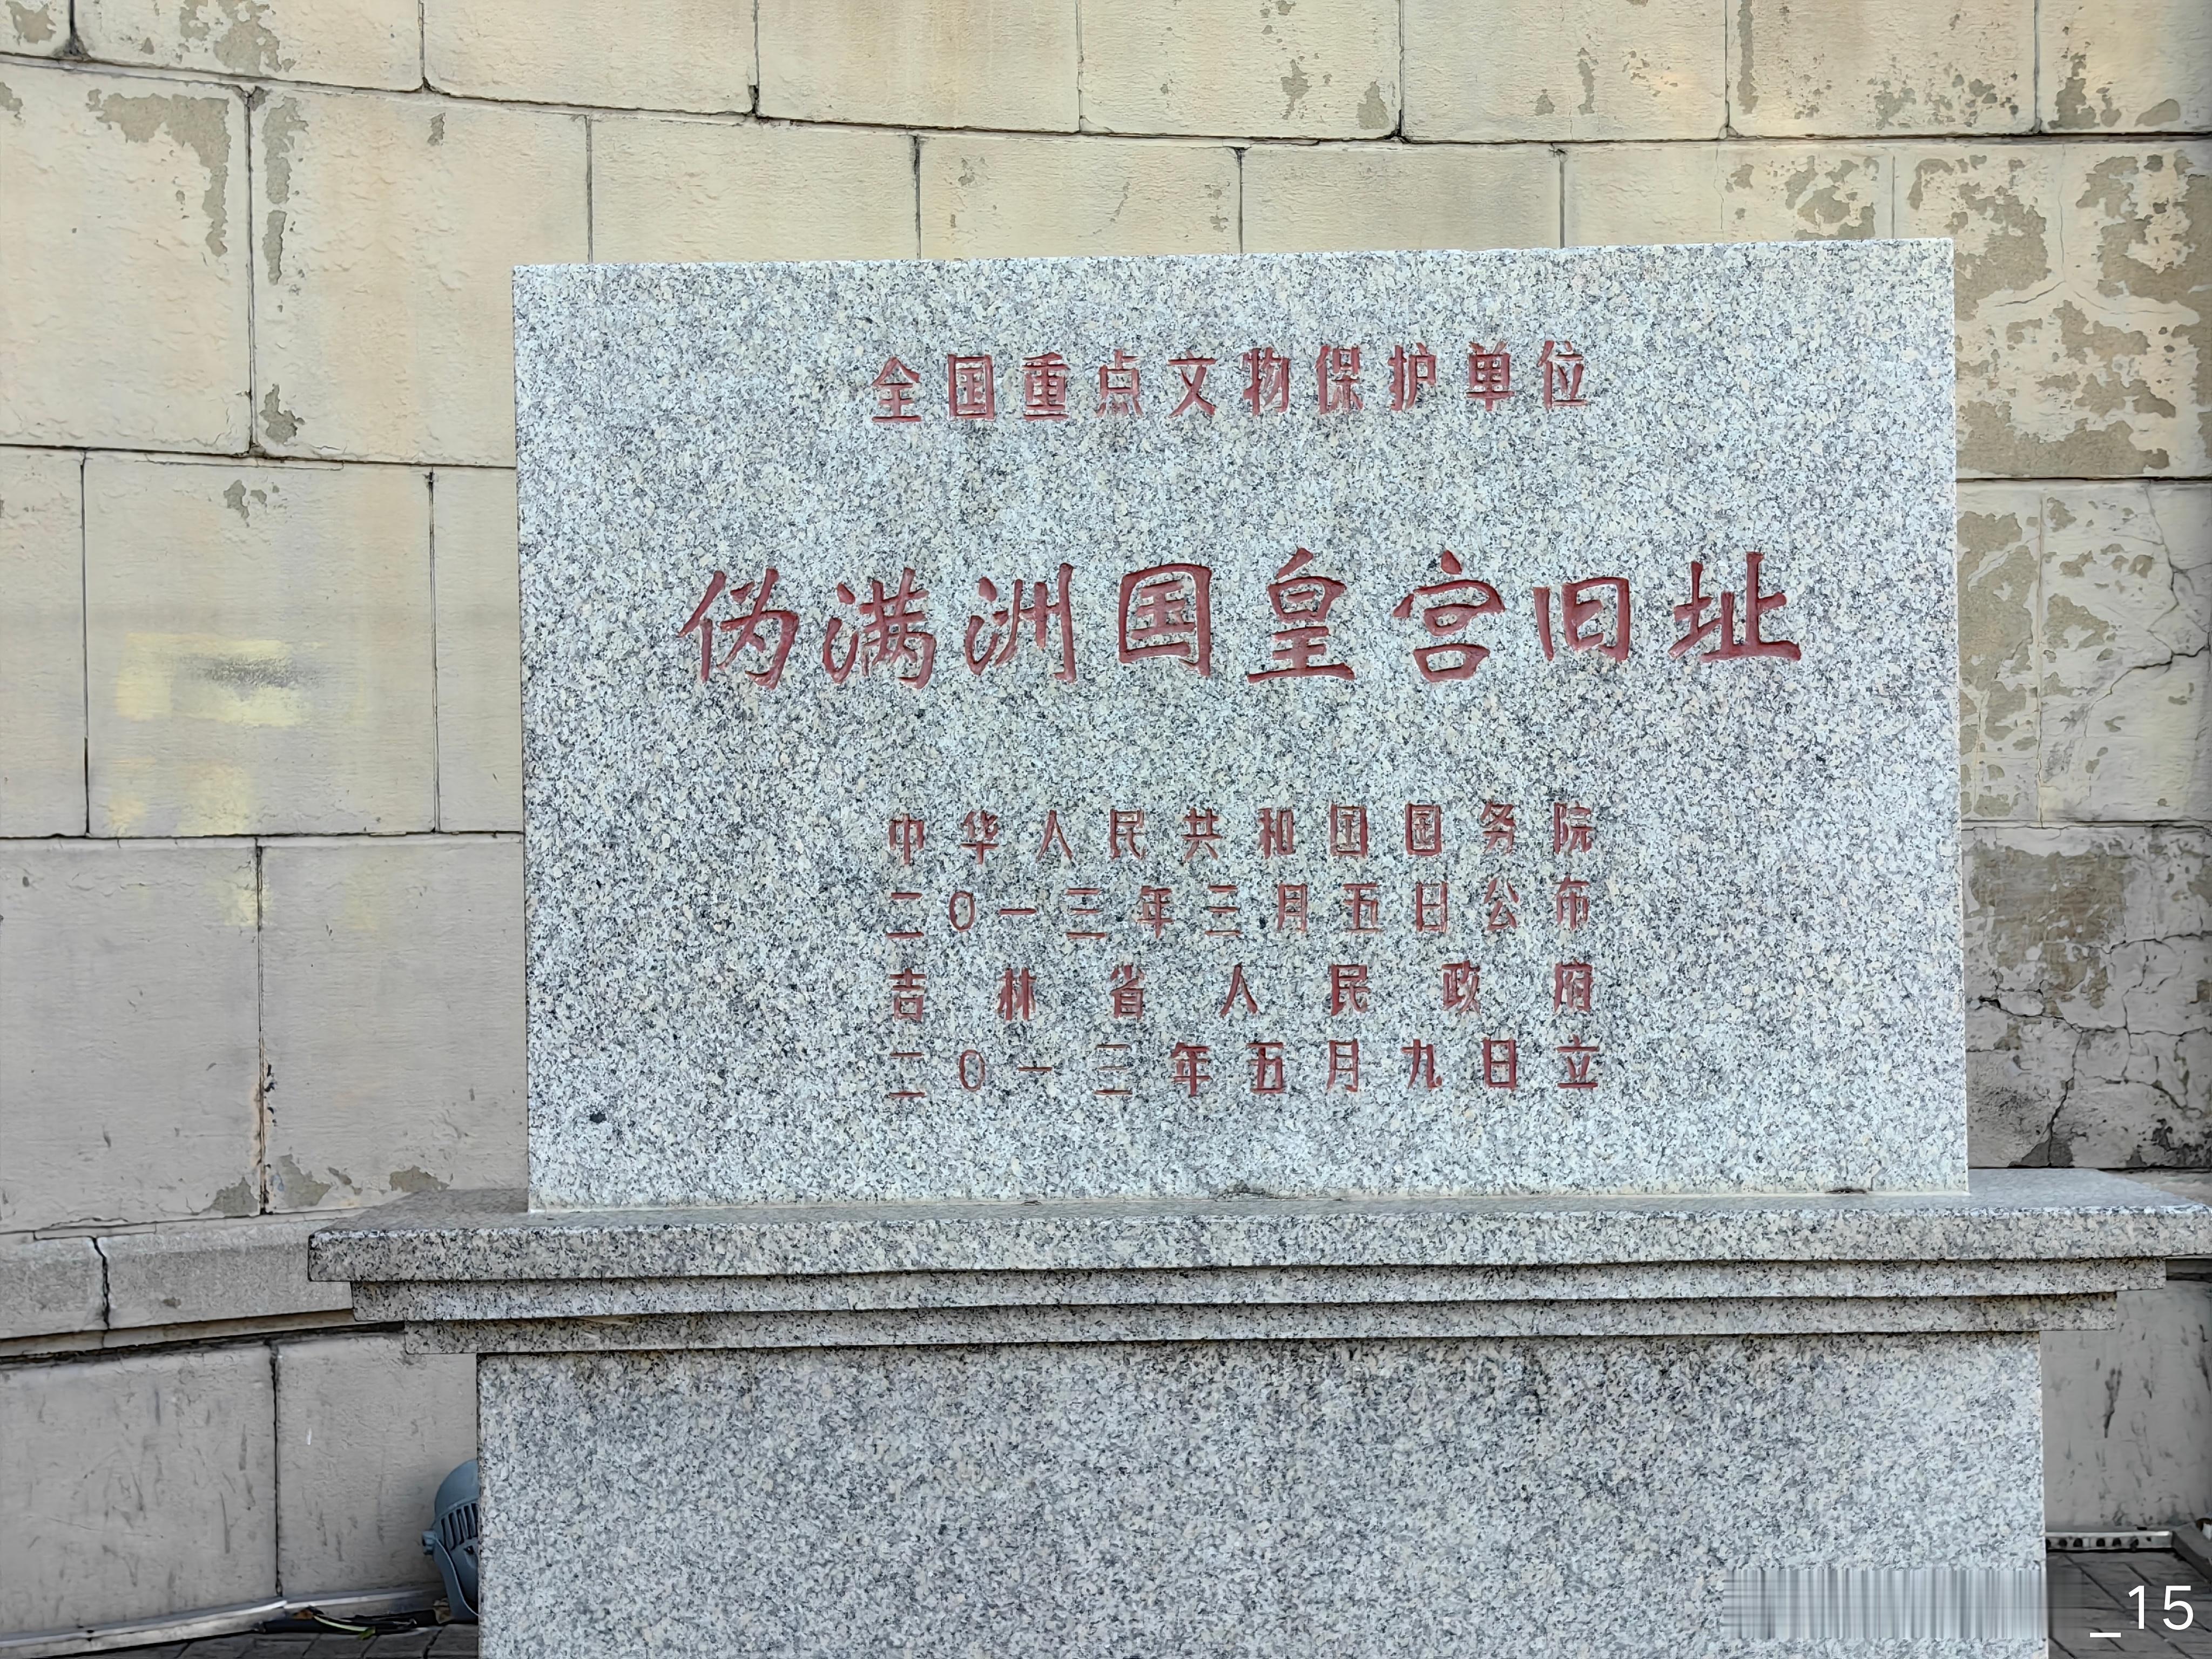 全国重点文物保护单位
伪满洲国皇宫旧址
中华人民共和国国务院
二〇一三年三月五日公布
吉林省人民政府
二〇一三年五月九日立
_15